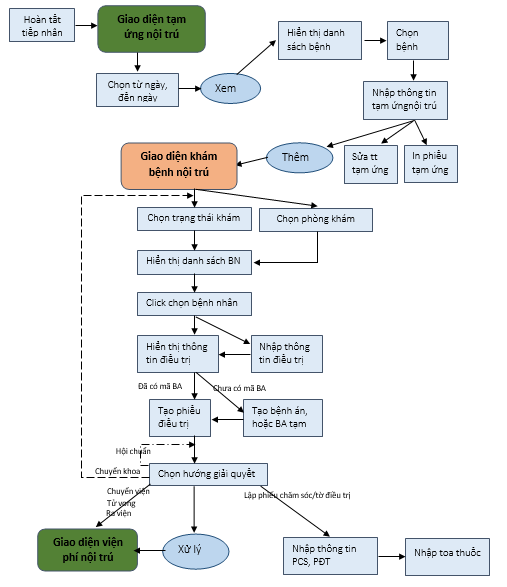 Hoàn tất
tiếp nhân
Giao diện tạm
ứng nội trú
Hiển thị danh
sách bệnh
Chọn
bệnh
Chọn từ ngày,
đến ngày
Xem
Nhập thông tin
tạm ứngnội trú
Giao diện khám
bệnh nội trú
Thêm
Sửa tt
tạm ứng
In phiếu
tạm ứng
Chọn trạng thái khám
Chọn phòng khám
Hiển thị danh sách BN
Click chọn bệnh nhân
Hiển thị thông
tin điều trị
Nhập thông
tin điều trị
Đã có mã BA
Chưa có mã BA
Tạo phiếu
điều trị
Tạo bệnh án,
hoặc BA tạm
Hội chuẩn
Chuyển khoa
Chọn hướng giải quyết
Chuyển viện
Tử vong
Ra viện
Lập phiếu chăm sóc/tờ điều trị
Giao diện viện
phí nội trú
Xử lý
Nhập thông tin
PCS, PĐT
Nhập toa thuốc